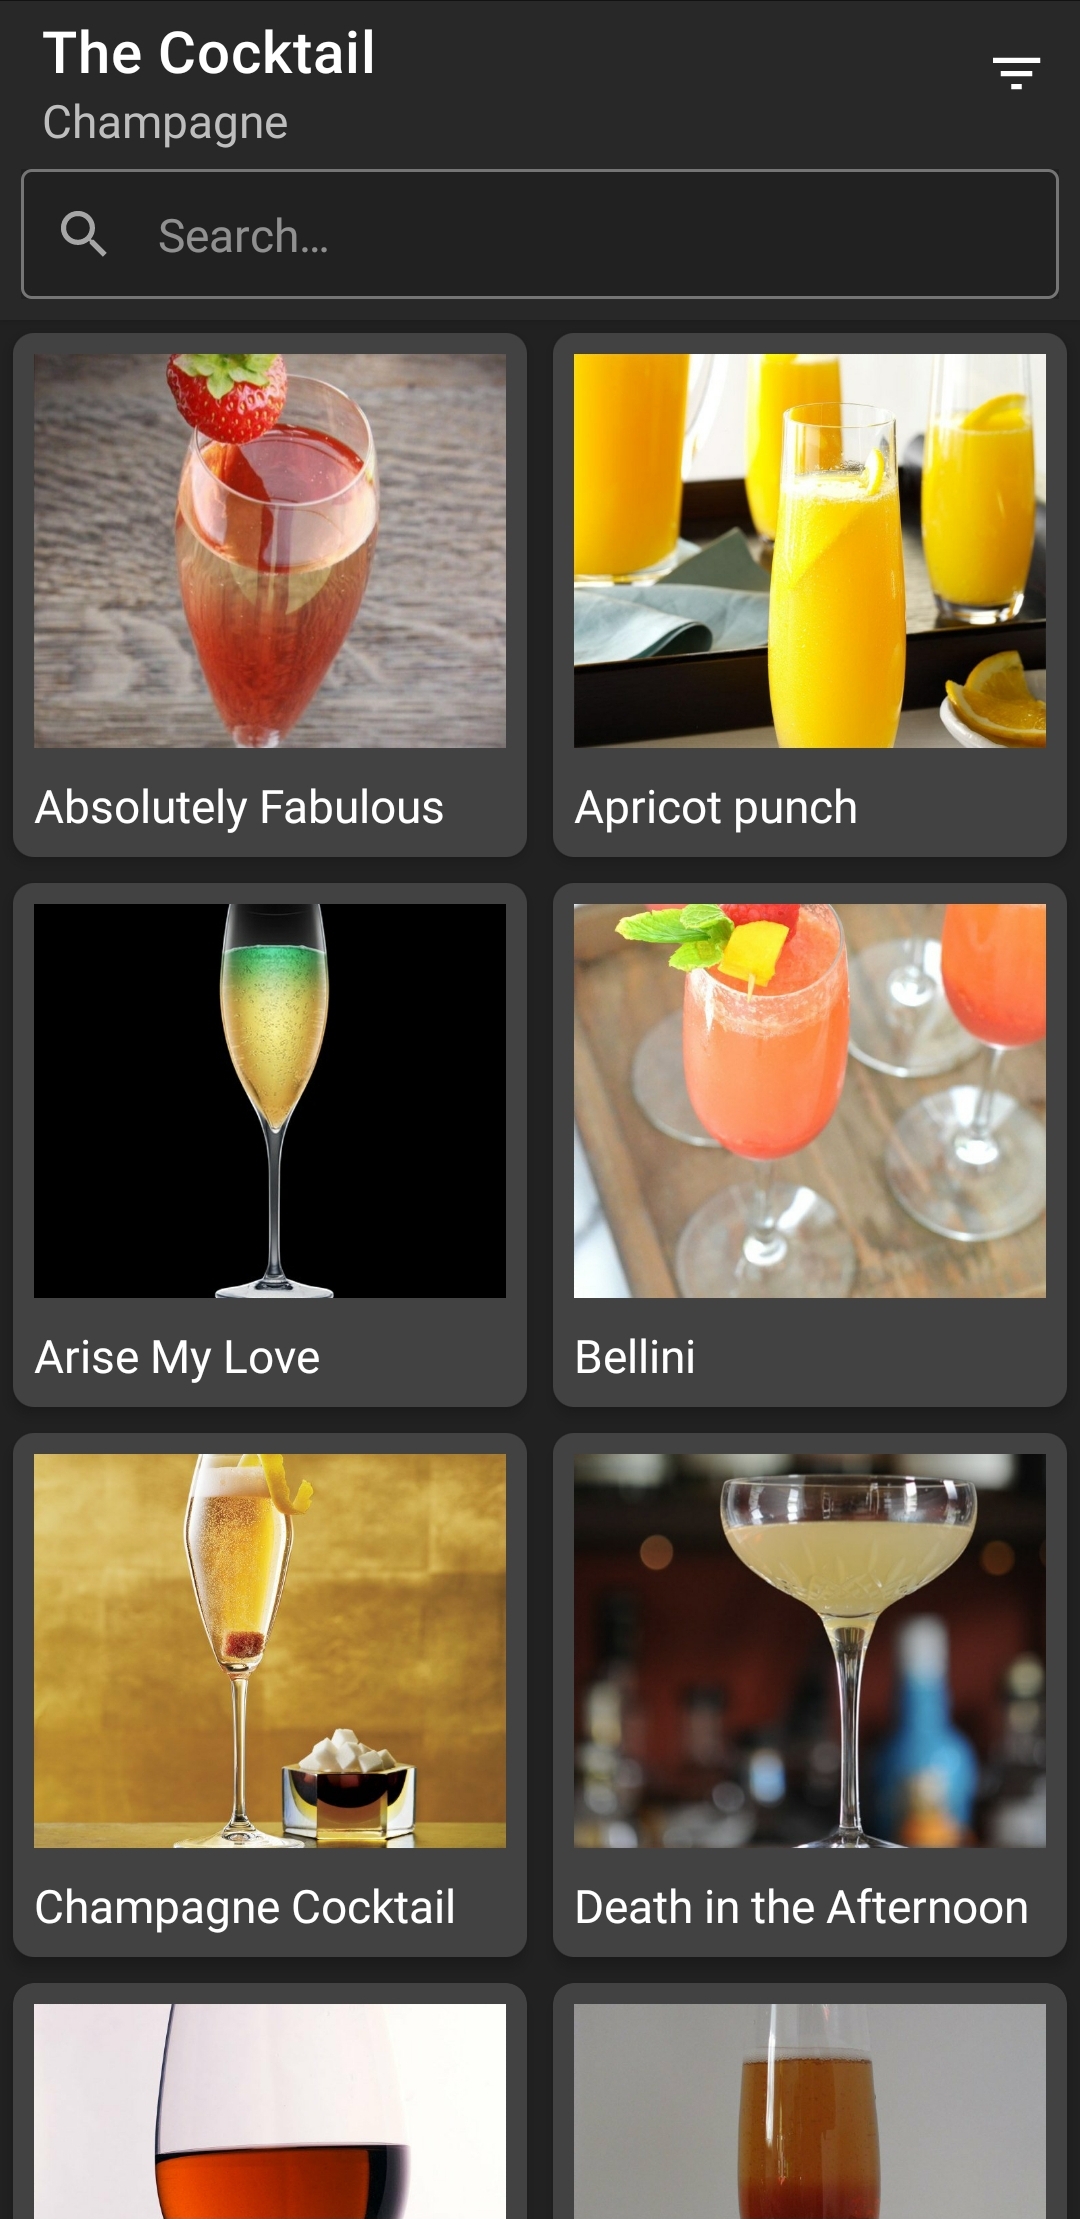 The Cocktail
Champagne
Search...
Absolutely Fabulous
Apricot punch
Arise My Love
Bellini
Champagne Cocktail
Death in the Afternoon